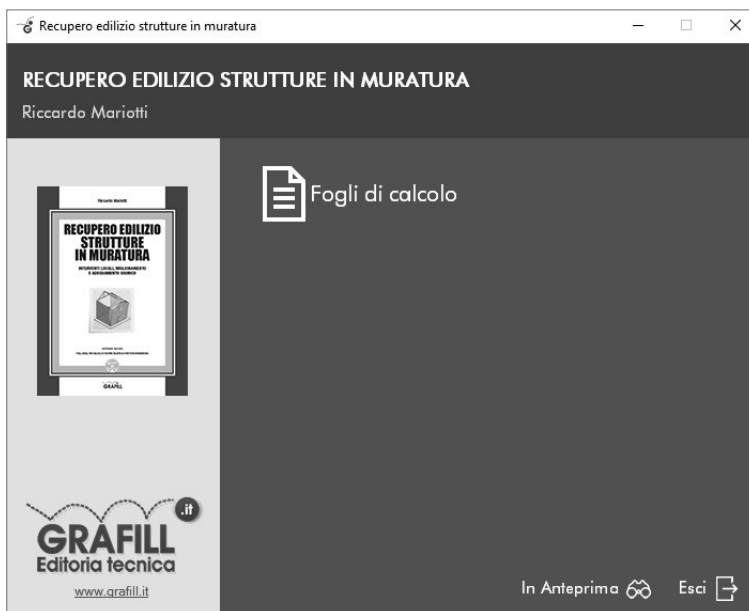 Recupero edilizio strutture in muratura
RECUPERO EDILIZIO STRUTTURE IN MURATURA
Riccardo Mariotti
Fogli di calcolo
Riccardo Mariotti
RECUPERO EDILIZIO
STRUTTURE
IN MURATURA
INTERVENTI LOCALI, MIGLIORAMENTO
E ADEGUAMENTO SISMICO
GRAFILL
.it
GRAFILL
Editoria tecnica
www.grafill.it
In Anteprima
Esci